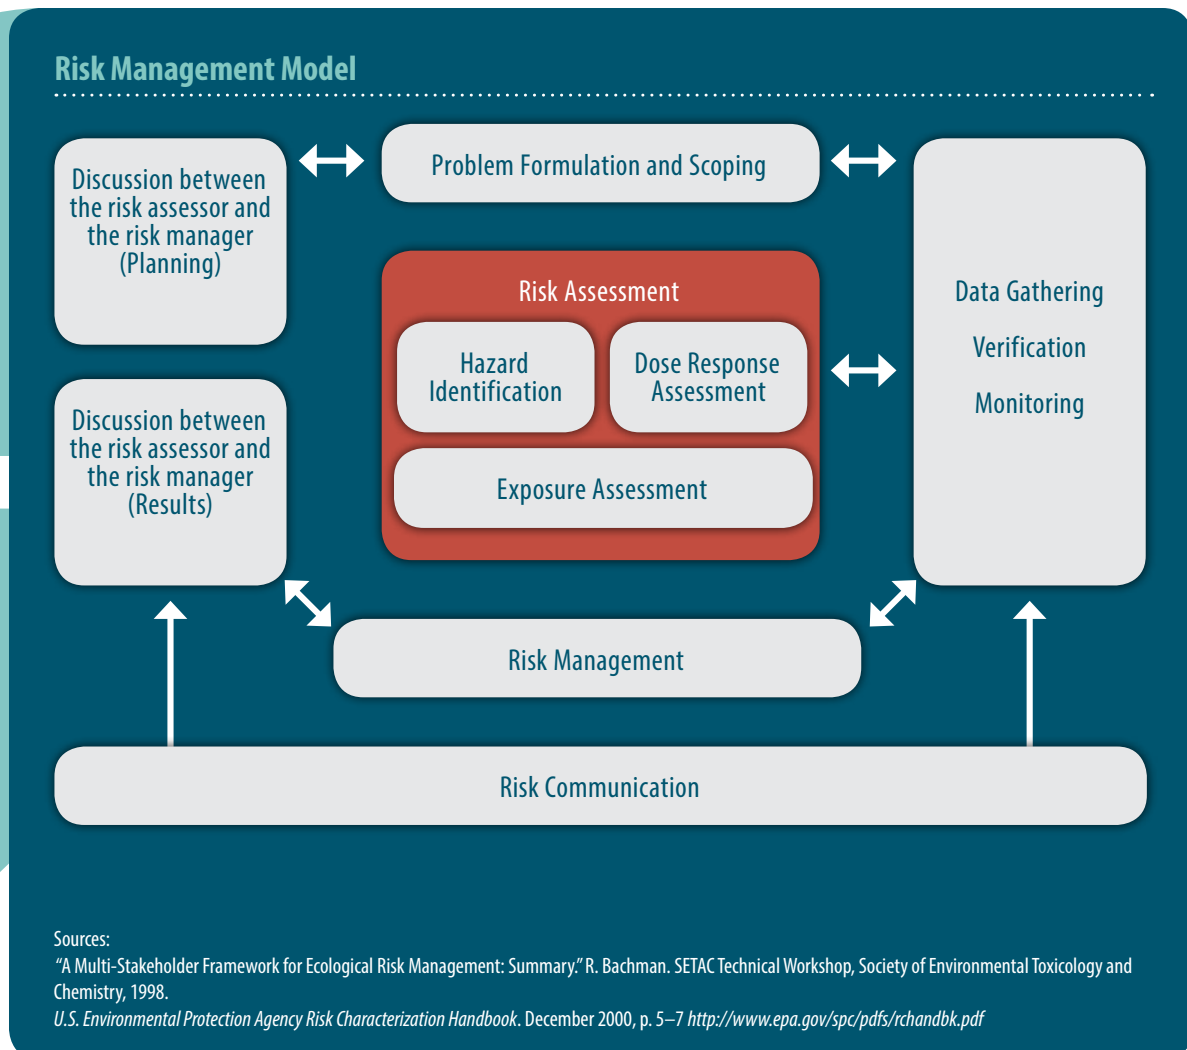 Risk Management Model
Discussion between
the risk assessor and
the risk manager
(Planning)
Problem Formulation and Scoping
Risk Assessment
Hazard
Identification
Dose Response
Assessment
Exposure Assessment
Data Gathering
Verification
Monitoring
Discussion between
the risk assessor and
the risk manager
(Results)
Risk Management
Risk Communication
Sources:
“A Multi-Stakeholder Framework for Ecological Risk Management: Summary.” R. Bachman. SETAC Technical Workshop, Society of Environmental Toxicology and
Chemistry, 1998.
U.S. Environmental Protection Agency Risk Characterization Handbook. December 2000, p. 5–7 http://www.epa.gov/spc/pdfs/rchandbk.pdf